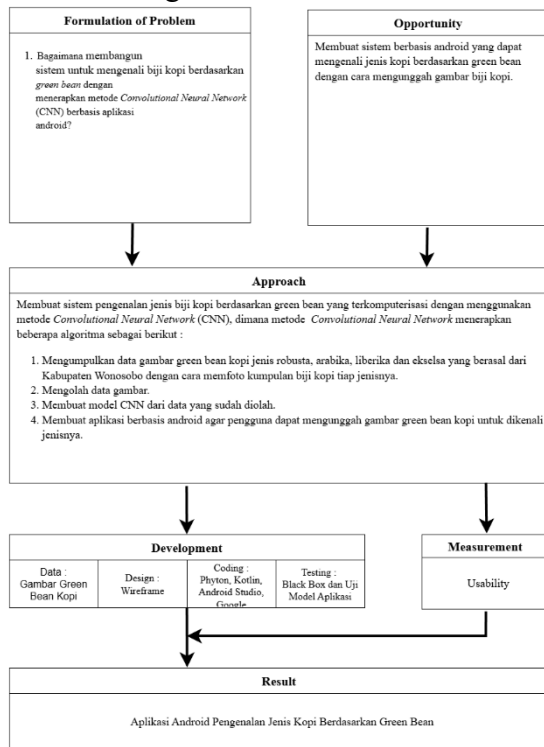 Formulation of Problem
1. Bagaimana membangun
sistem untuk mengenali biji kopi berdasarkan
green bean dengan
menerapkan metode Convolutional Neural Network
(CNN) berbasis aplikasi
android?
Opportunity
Membuat sistem berbasis android yang dapat
mengenali jenis kopi berdasarkan green bean
dengan cara mengunggah gambar biji kopi.
Approach
Membuat sistem pengenalan jenis biji kopi berdasarkan green bean yang terkomputerisasi dengan menggunakan
metode Convolutional Neural Network (CNN), dimana metode Convolutional Neural Network menerapkan
beberapa algoritma sebagai berikut :
1. Mengumpulkan data gambar green bean kopi jenis robusta, arabika, liberika dan ekselsa yang berasal dari
Kabupaten Wonosobo dengan cara memfoto kumpulan biji kopi tiap jenisnya.
2. Mengolah data gambar.
3. Membuat model CNN dari data yang sudah diolah.
4. Membuat aplikasi berbasis android agar pengguna dapat mengunggah gambar green bean kopi untuk dikenali
jenisnya.
Development
Data :
Gambar Green
Bean Kopi
Design :
Wireframe
Coding :
Phyton, Kotlin,
Android Studio,
Google
Testing :
Black Box dan Uji
Model Aplikasi
Measurement
Usability
Result
Aplikasi Android Pengenalan Jenis Kopi Berdasarkan Green Bean